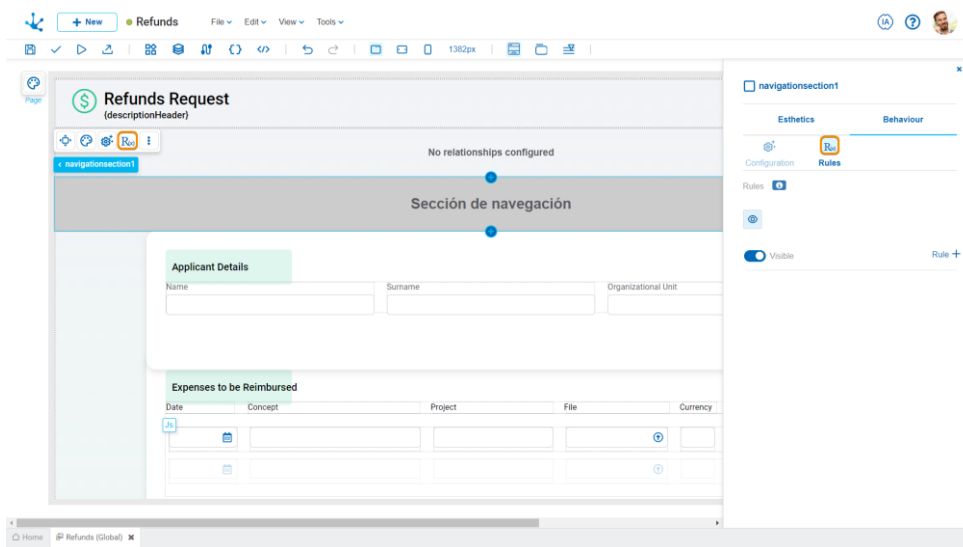 + New
Refunds
File
Edit
View
Tools
(IA)
?
1382px
Page
Refunds Request
{descriptionHeader}
R(x)
< navigationsection1
No relationships configured
Sección de navegación
Applicant Details
Name
Surname
Organizational Unit
Expenses to be Reimbursed
Date
Concept
Project
File
Currency
Js
navigationsection1
Esthetics
Behaviour
R(x)
Configuration
Rules
Rules
Visible
Rule +
Home
Refunds (Global)